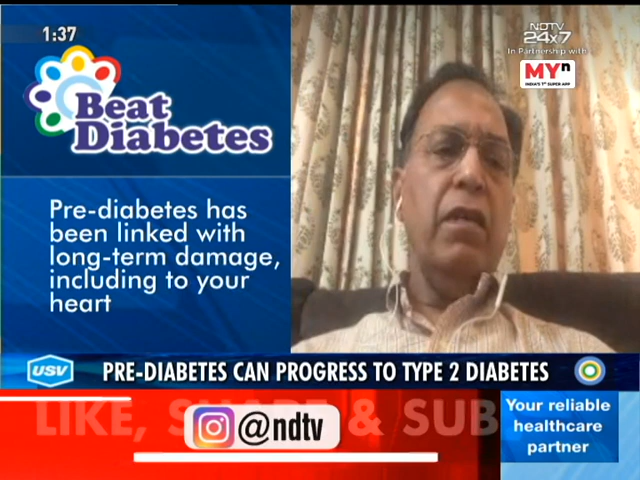 1:37
NDTV
24x7
In Partnership with
MYn
INDIA'S 1ST SUPER APP
Beat
Diabetes
Pre-diabetes has
been linked with
long-term damage,
including to your
heart
USV
PRE-DIABETES CAN PROGRESS TO TYPE 2 DIABETES
LIKE, & SUB
@ndtv
Your reliable
healthcare
partner